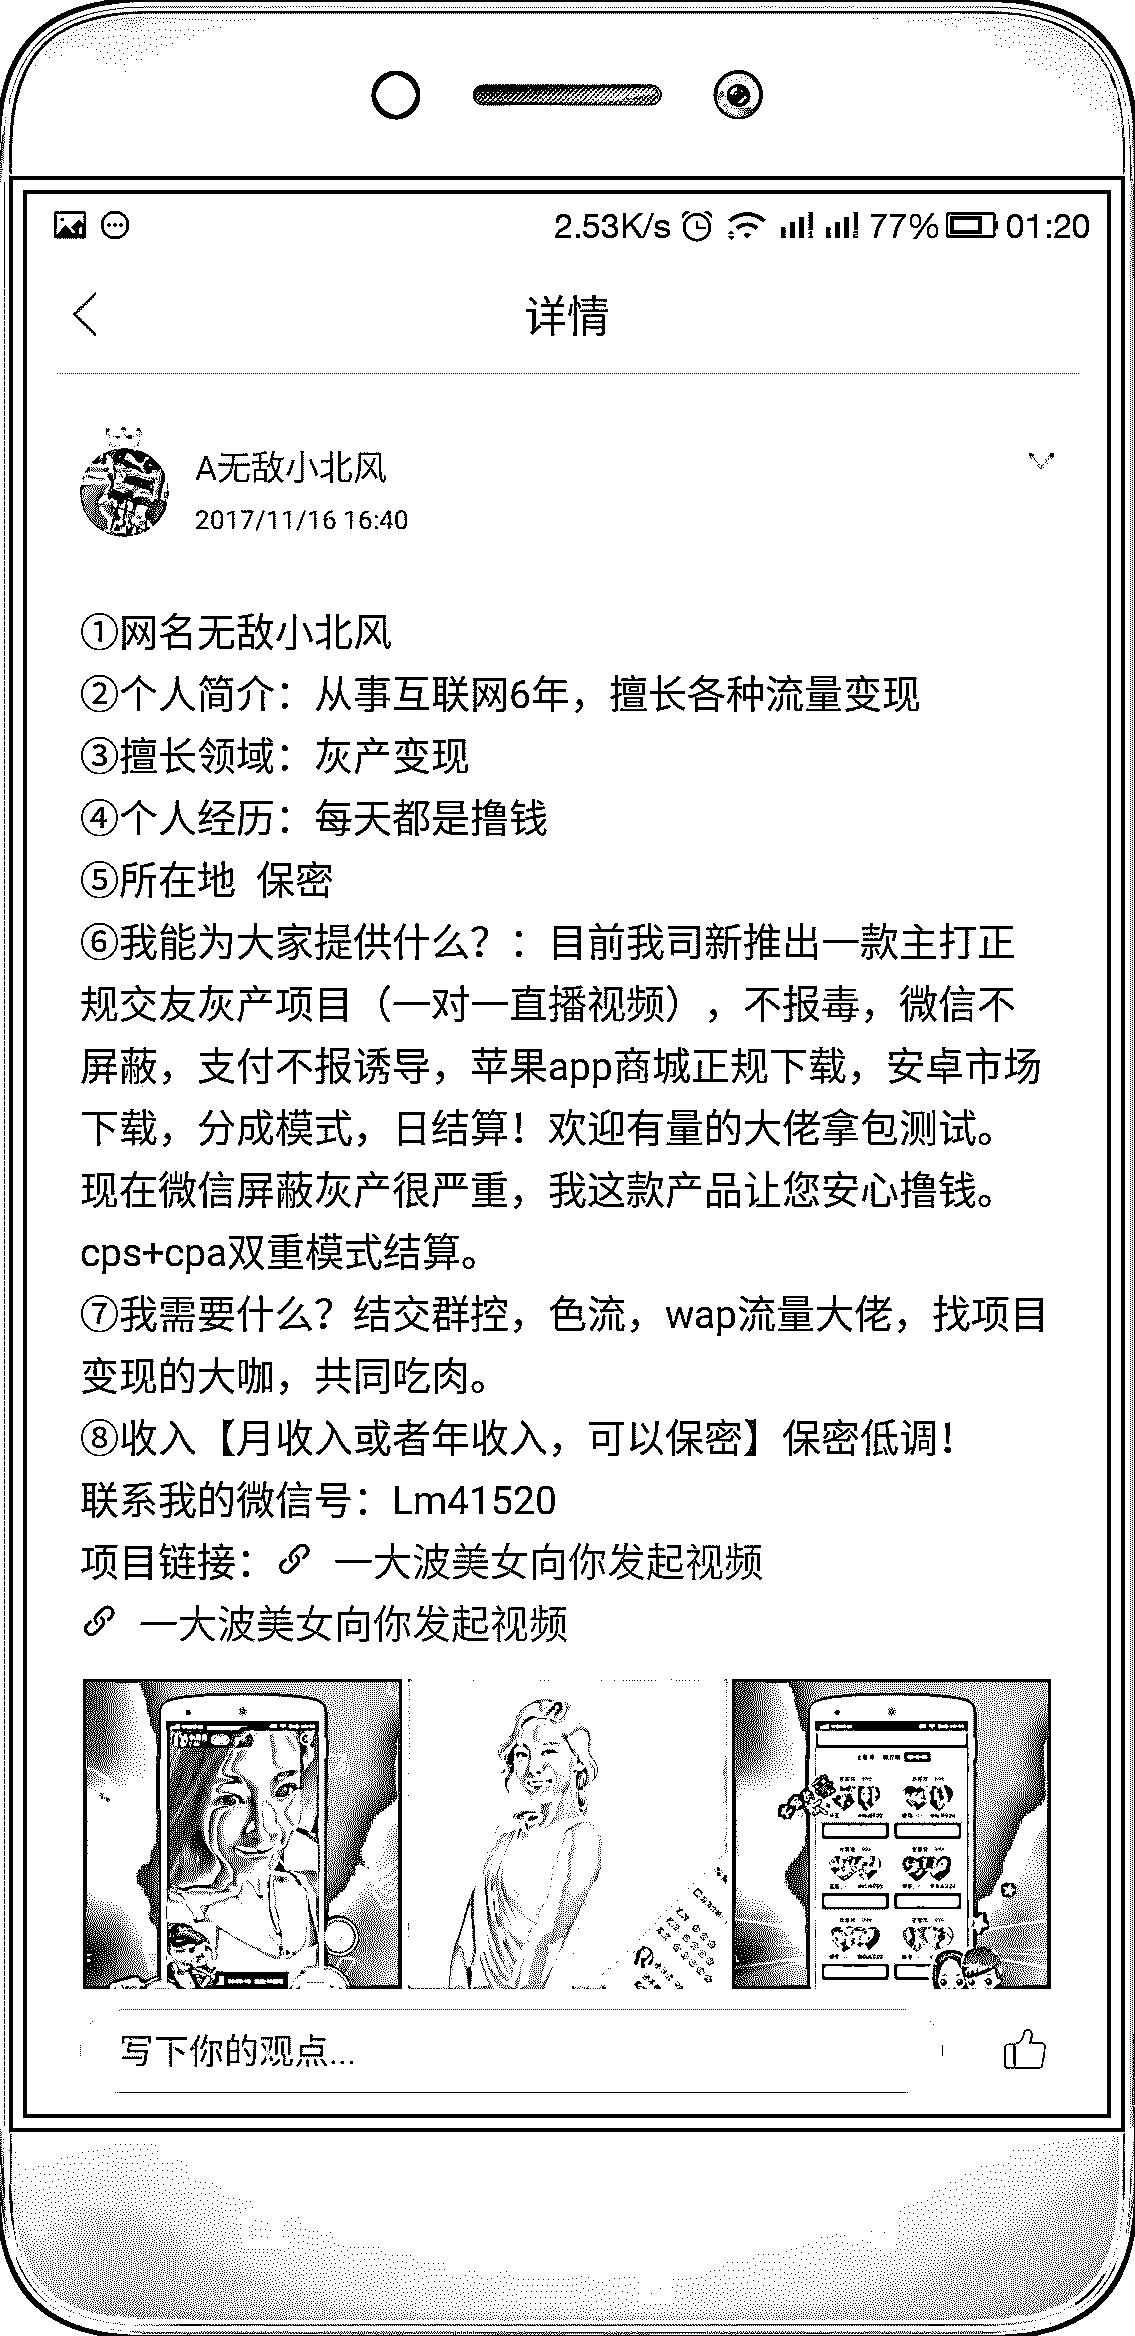 2.53K/s 77% 01:20
详情
A无敌小北风
2017/11/16 16:40
①网名无敌小北风
②个人简介：从事互联网6年，擅长各种流量变现
③擅长领域：灰产变现
④个人经历：每天都是撸钱
⑤所在地 保密
⑥我能为大家提供什么？：目前我司新推出一款主打正
规交友灰产项目（一对一直播视频），不报毒，微信不
屏蔽，支付不报诱导，苹果app商城正规下载，安卓市场
下载，分成模式，日结算！欢迎有量的大佬拿包测试。
现在微信屏蔽灰产很严重，我这款产品让您安心撸钱。
cps+cpa双重模式结算。
⑦我需要什么？结交群控，色流，wap流量大佬，找项目
变现的大咖，共同吃肉。
⑧收入【月收入或者年收入，可以保密】保密低调！
联系我的微信号：Lm41520
项目链接： 一大波美女向你发起视频
一大波美女向你发起视频
写下你的观点...